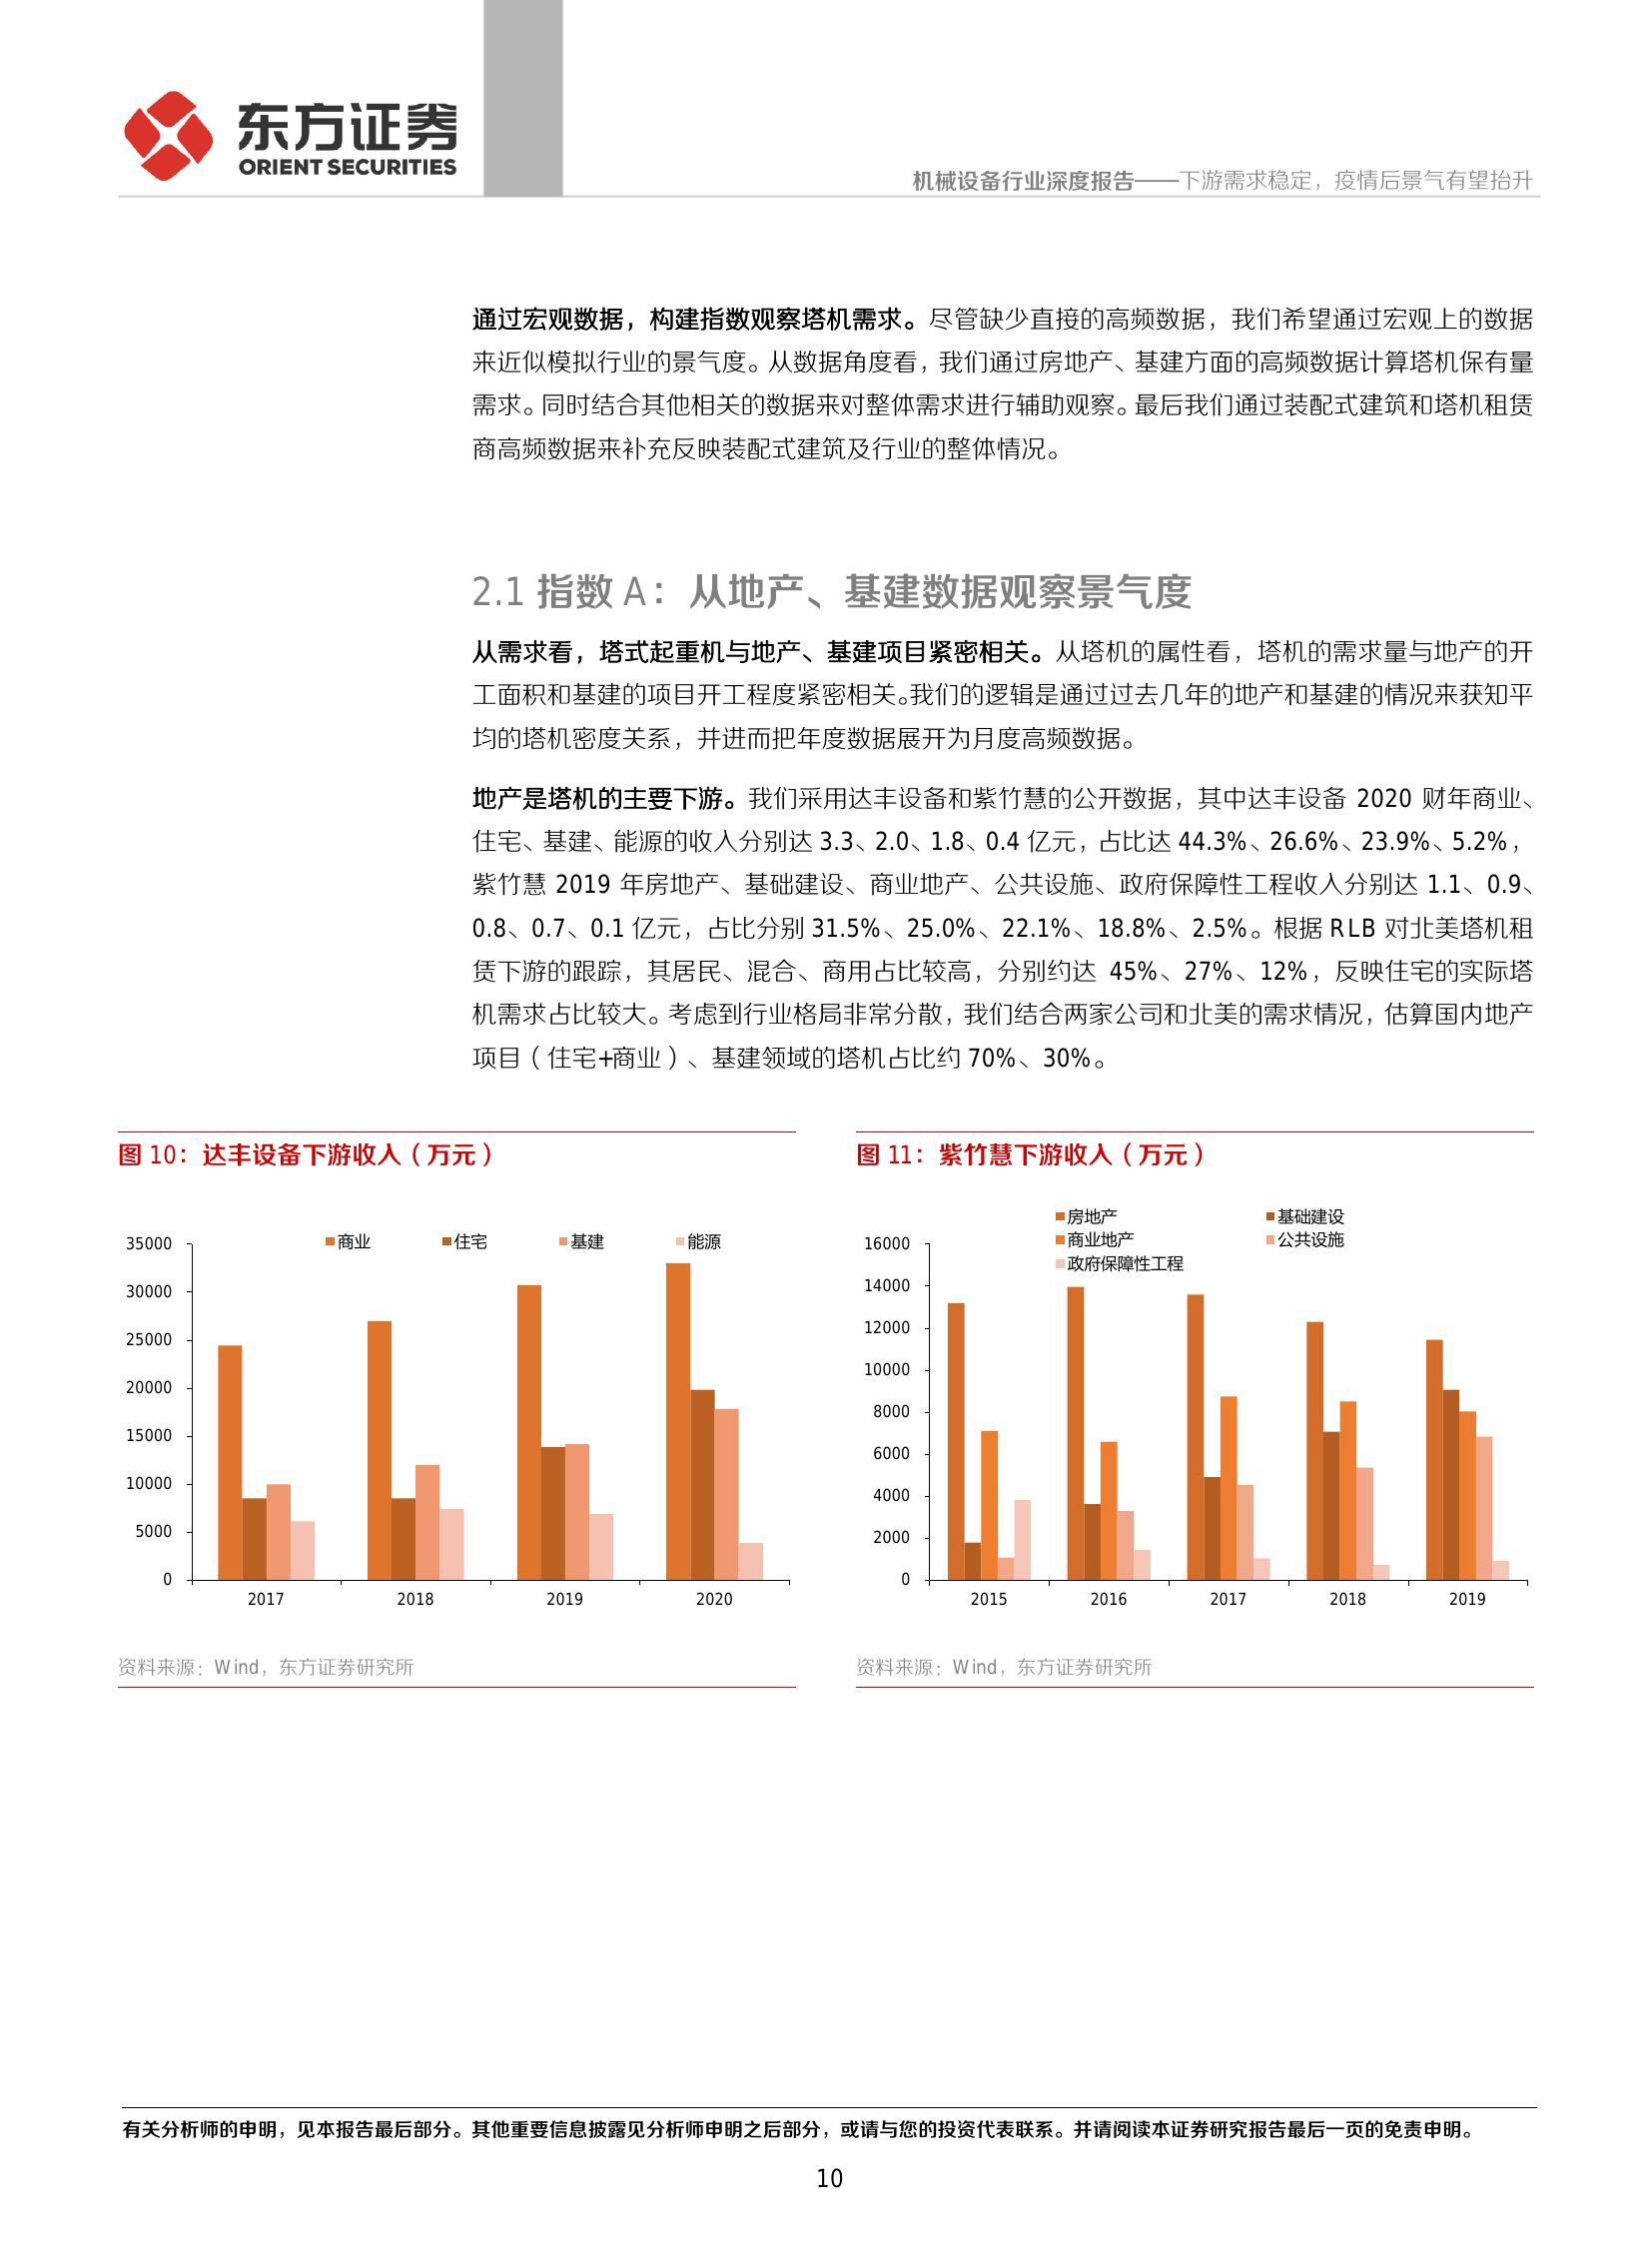 东方证券
ORIENT SECURITIES
机械设备行业深度报告——下游需求稳定，疫情后景气有望抬升
通过宏观数据，构建指数观察塔机需求。尽管缺少直接的高频数据，我们希望通过宏观上的数据
来近似模拟行业的景气度。从数据角度看，我们通过房地产、基建方面的高频数据计算塔机保有量
需求。同时结合其他相关的数据来对整体需求进行辅助观察。最后我们通过装配式建筑和塔机租赁
商高频数据来补充反映装配式建筑及行业的整体情况。
2.1 指数 A：从地产、基建数据观察景气度
从需求看，塔式起重机与地产、基建项目紧密相关。从塔机的属性看，塔机的需求量与地产的开
工面积和基建的项目开工程度紧密相关。我们的逻辑是通过过去几年的地产和基建的情况来获知平
均的塔机密度关系，并进而把年度数据展开为月度高频数据。
地产是塔机的主要下游。我们采用达丰设备和紫竹慧的公开数据，其中达丰设备 2020 财年商业、
住宅、基建、能源的收入分别达 3.3、2.0、1.8、0.4 亿元，占比达 44.3%、26.6%、23.9%、5.2%，
紫竹慧 2019 年房地产、基础建设、商业地产、公共设施、政府保障性工程收入分别达 1.1、0.9、
0.8、0.7、0.1 亿元，占比分别 31.5%、25.0%、22.1%、18.8%、2.5%。根据 RLB 对北美塔机租
赁下游的跟踪，其居民、混合、商用占比较高，分别约达 45%、27%、12%，反映住宅的实际塔
机需求占比较大。考虑到行业格局非常分散，我们结合两家公司和北美的需求情况，估算国内地产
项目（住宅+商业）、基建领域的塔机占比约 70%、30%。
图 10：达丰设备下游收入（万元）
商业 住宅 基建 能源
35000
30000
25000
20000
15000
10000
5000
0
2017 2018 2019 2020
资料来源：Wind，东方证券研究所
图 11：紫竹慧下游收入（万元）
房地产 基础建设
商业地产 公共设施
政府保障性工程
16000
14000
12000
10000
8000
6000
4000
2000
0
2015 2016 2017 2018 2019
资料来源：Wind，东方证券研究所
有关分析师的申明，见本报告最后部分。其他重要信息披露见分析师申明之后部分，或请与您的投资代表联系。并请阅读本证券研究报告最后一页的免责申明。
10